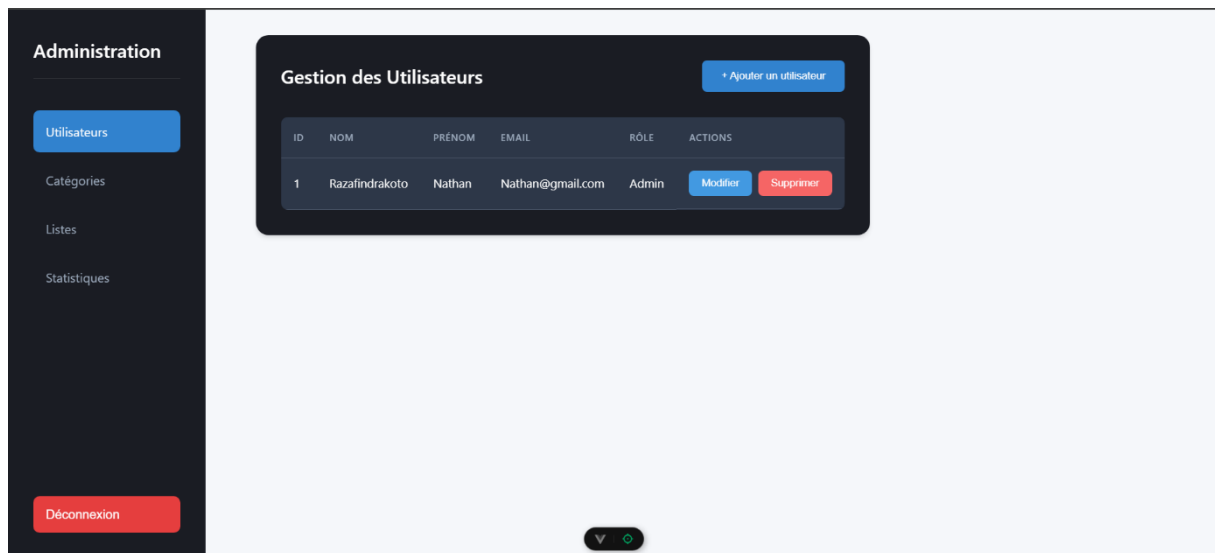 Administration
Utilisateurs
Catégories
Listes
Statistiques
Déconnexion
Gestion des Utilisateurs
+ Ajouter un utilisateur
ID NOM PRÉNOM EMAIL RÔLE ACTIONS
1 Razafindrakoto Nathan Nathan@gmail.com Admin Modifier Supprimer